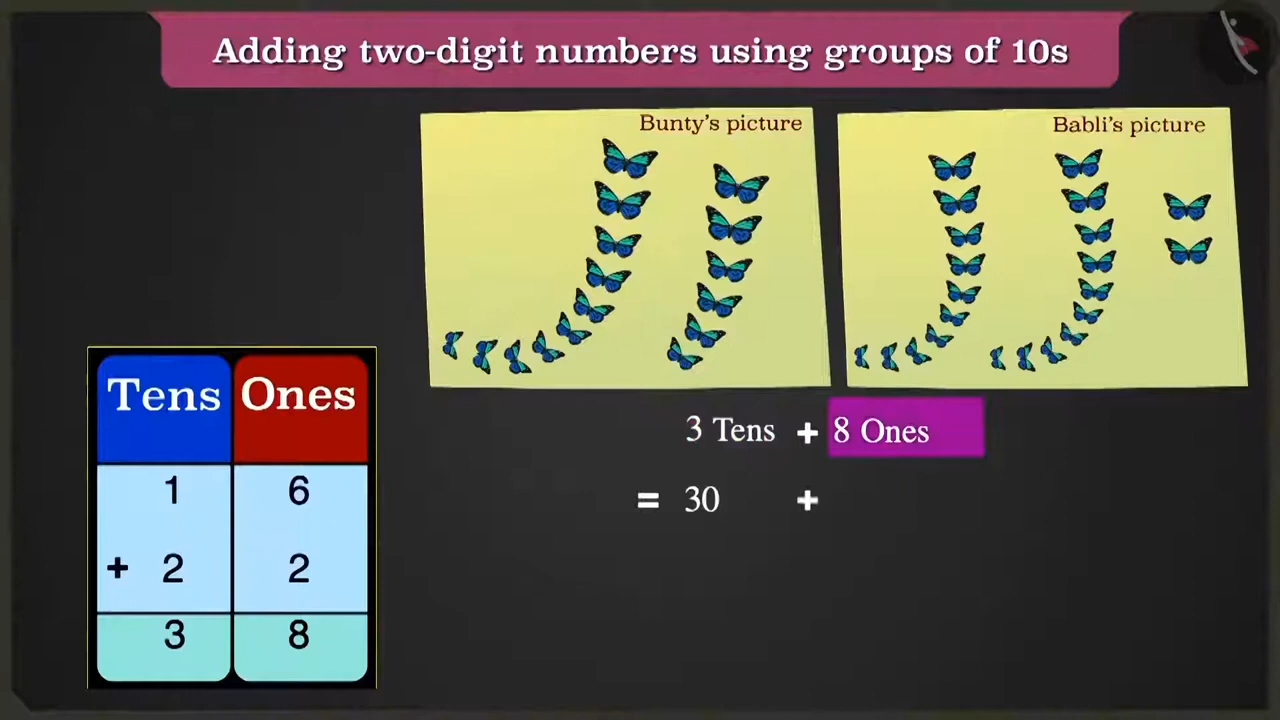 Adding two-digit numbers using groups of 10s
Bunty's picture
Babli's picture
Tens Ones
1 6
+ 2 2
3 8
3 Tens + 8 Ones
= 30 +